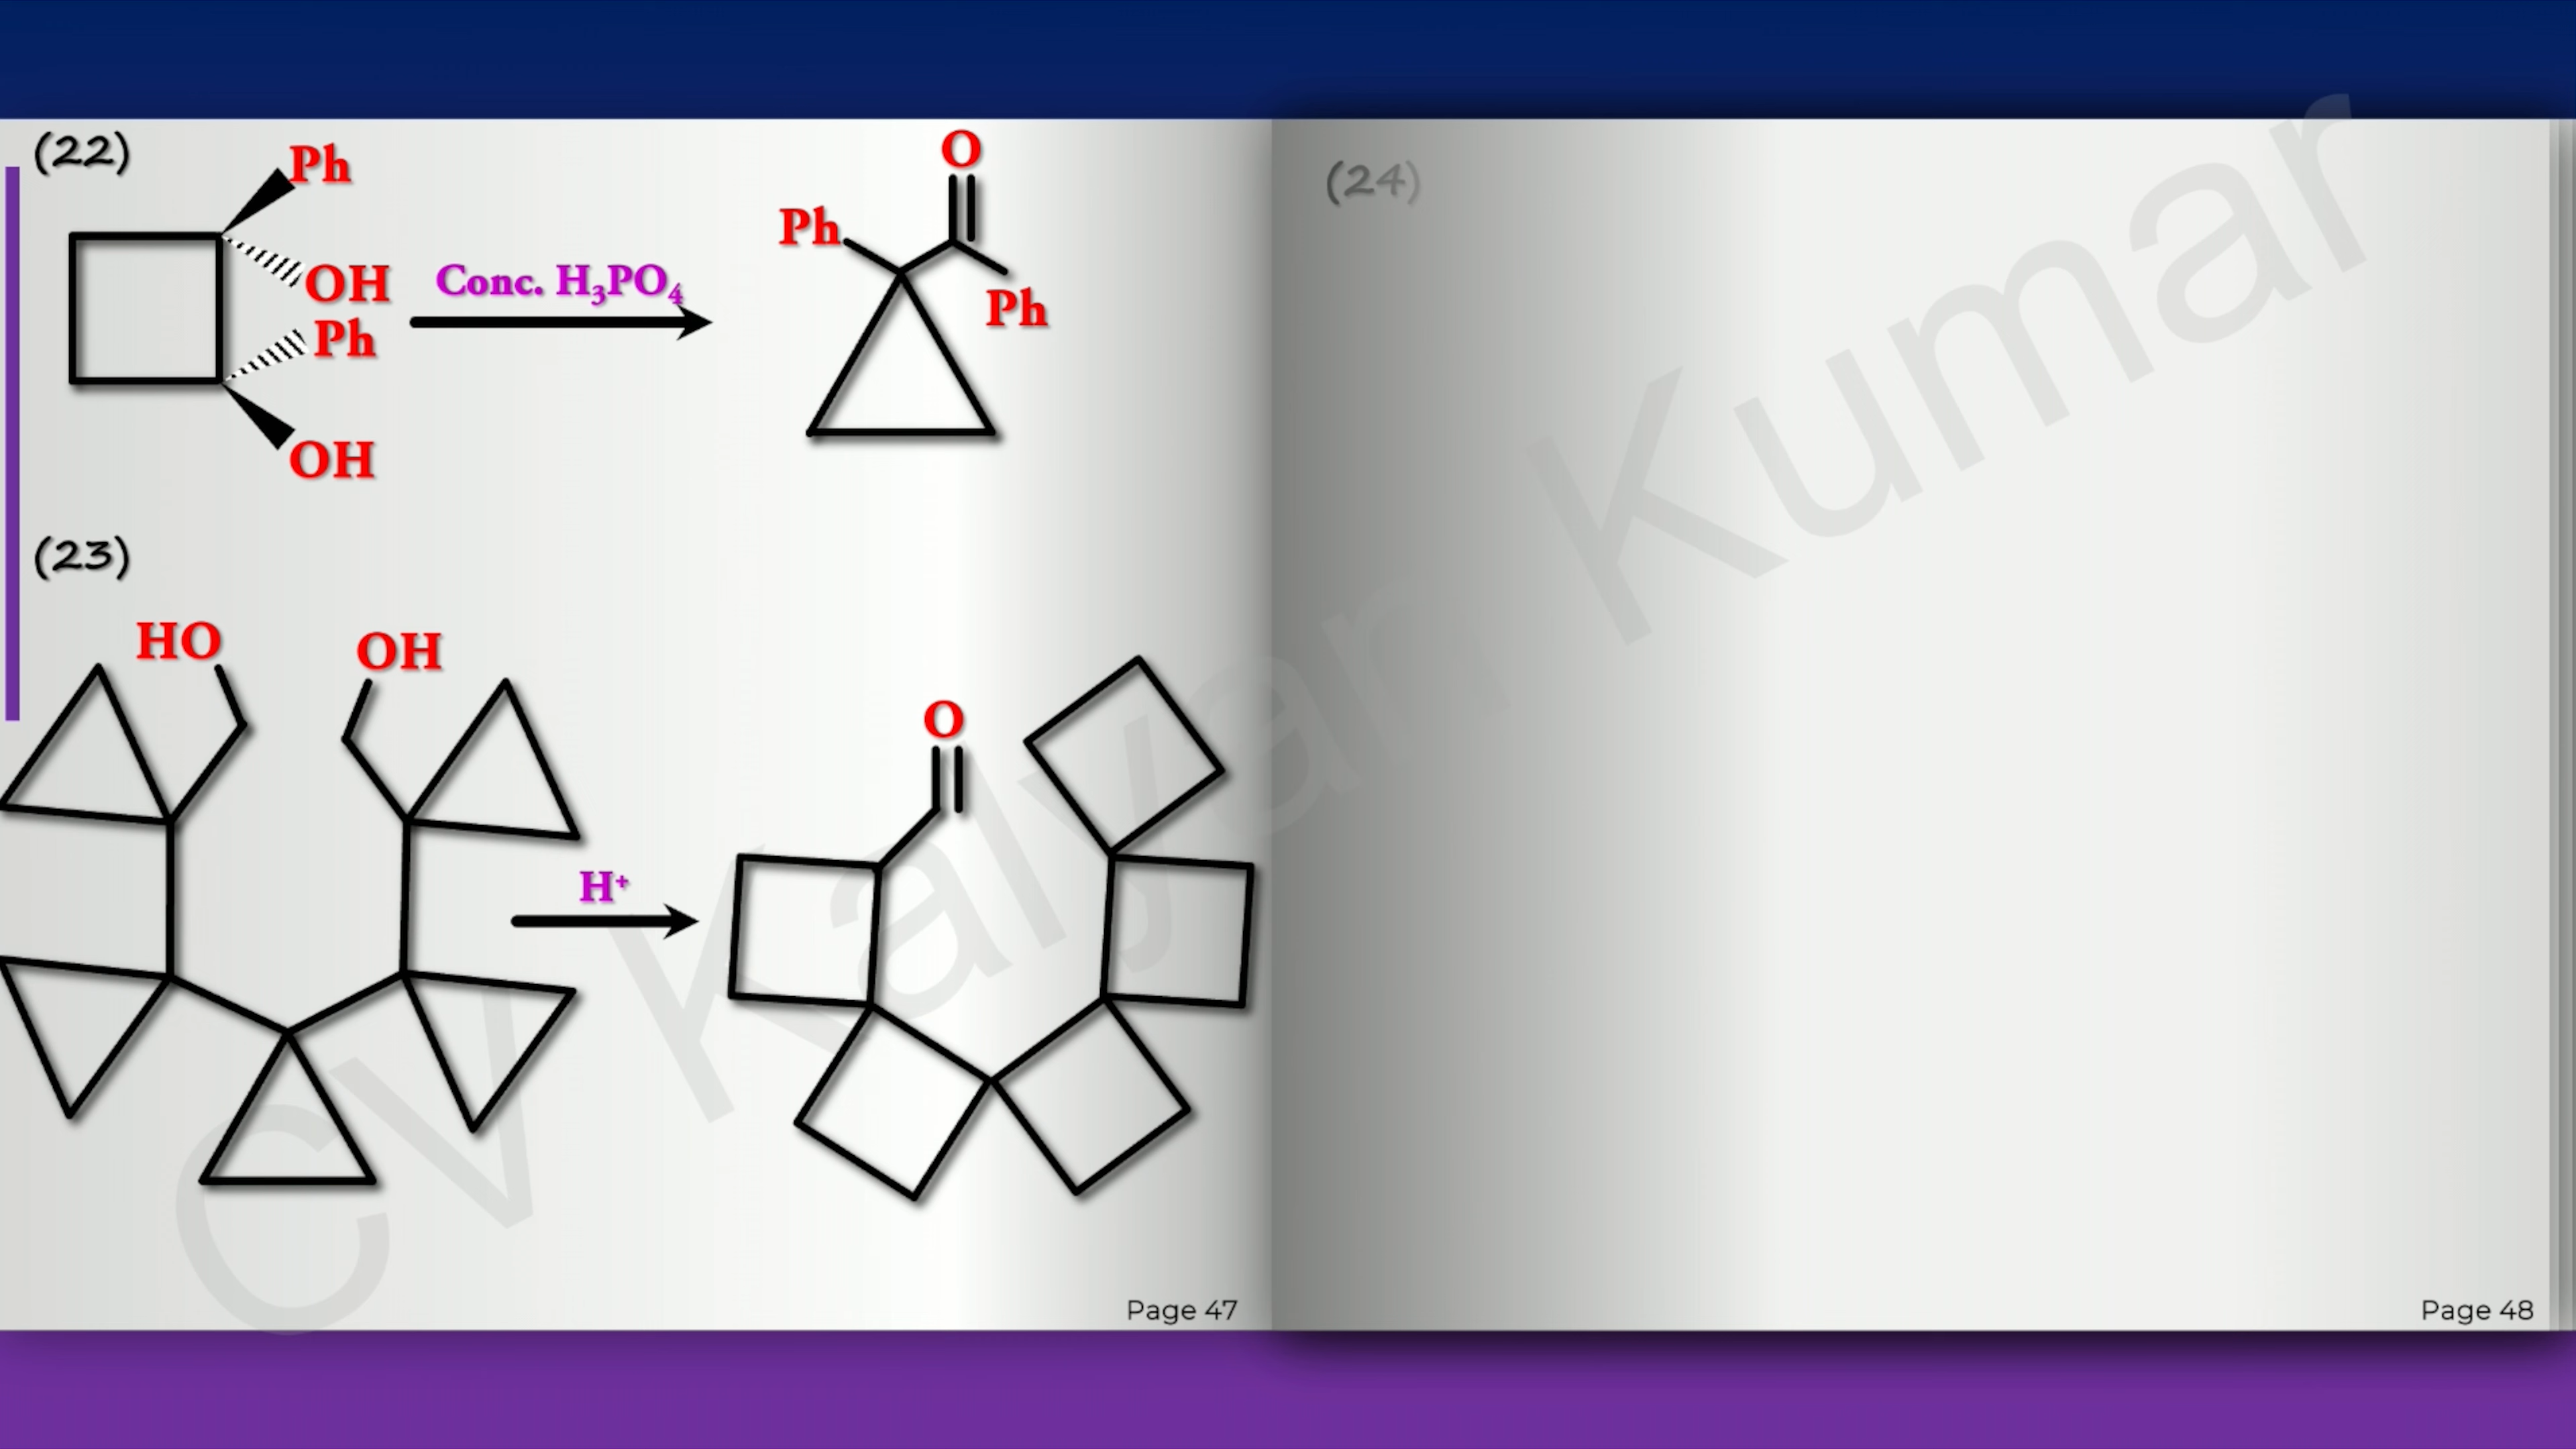 (22)
Ph
OH
Ph
OH
Conc. H₃PO₄
O
Ph
Ph
(23)
HO
OH
H⁺
O
Page 47
(24)
Page 48
CV Kalyan Kumar